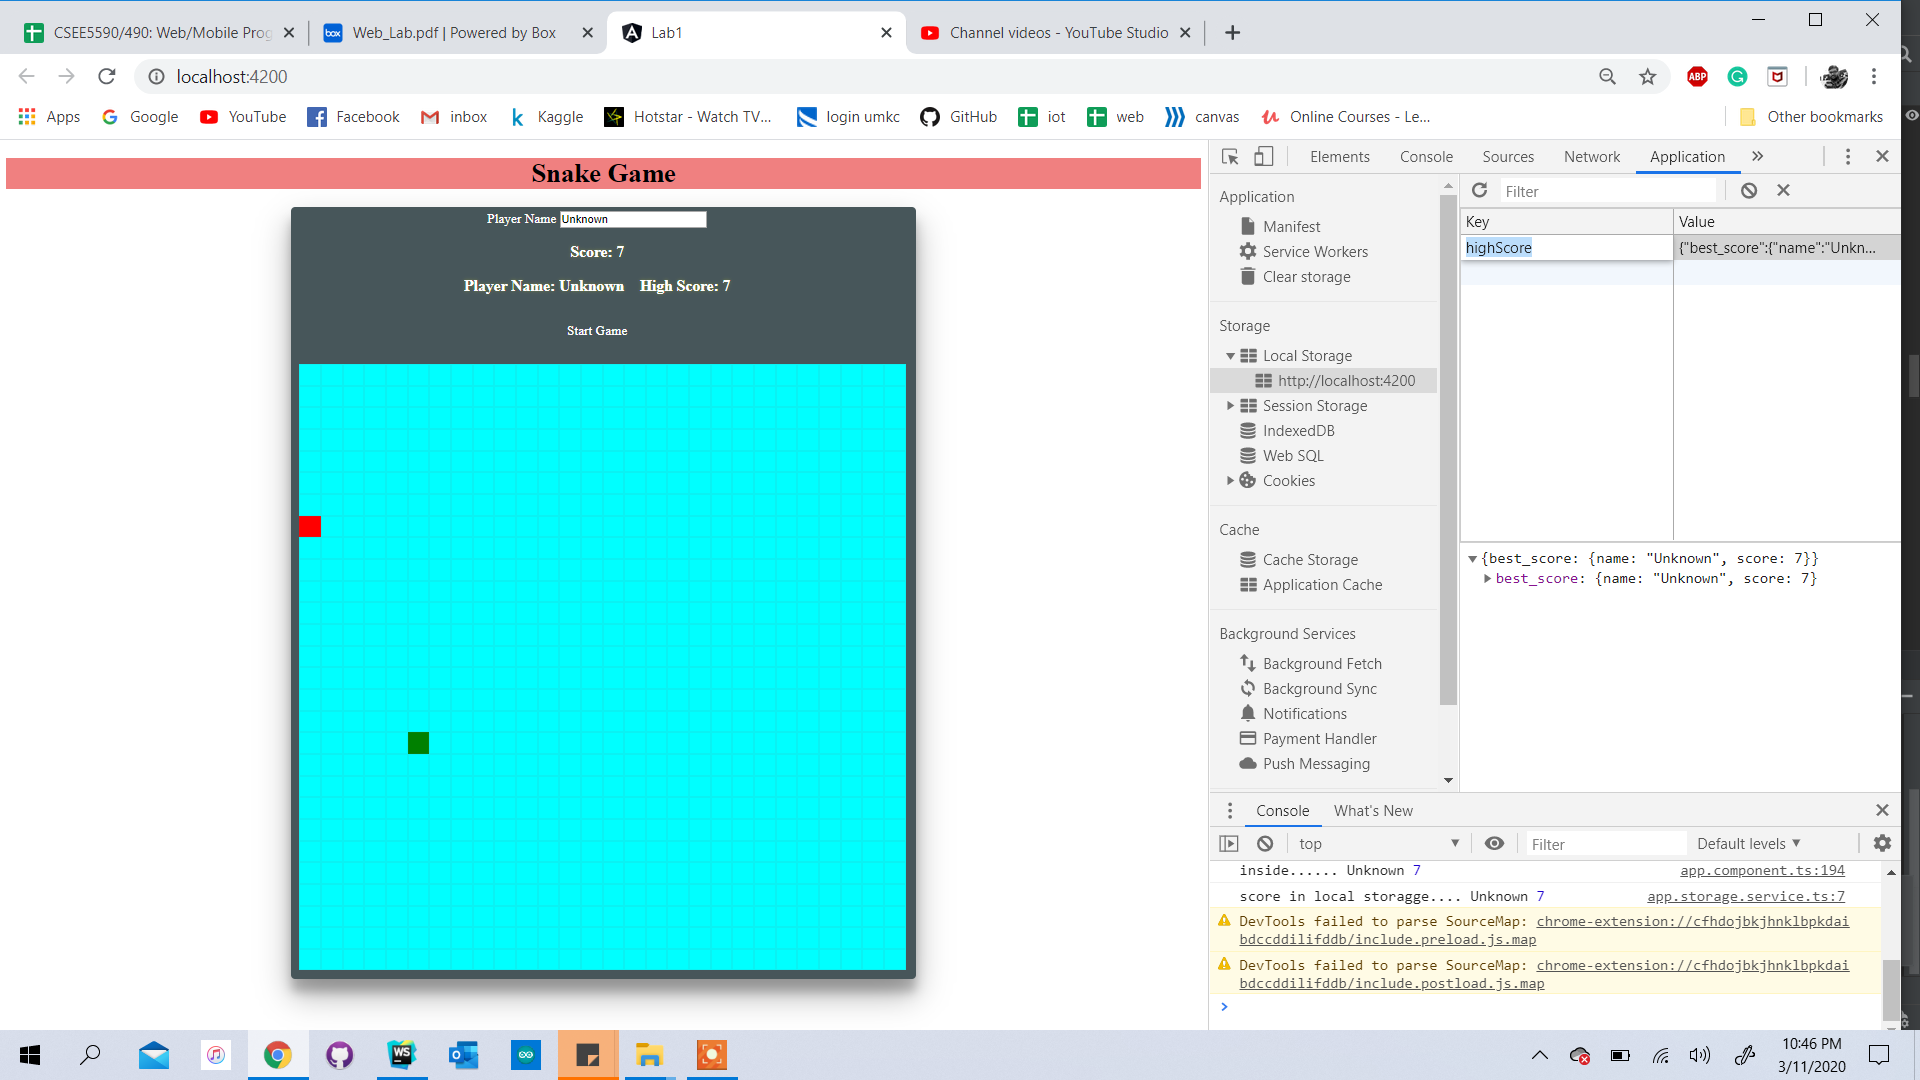 CSEE5590/490: Web/Mobile Prog
Web_Lab.pdf | Powered by Box
Lab1
Channel videos - YouTube Studio
localhost:4200
ABP
Apps
Google
YouTube
Facebook
inbox
Kaggle
Hotstar - Watch TV...
login umkc
GitHub
iot
web
canvas
Online Courses - Le...
Other bookmarks
Snake Game
Player Name Unknown
Score: 7
Player Name: Unknown High Score: 7
Start Game
Elements Console Sources Network Application
Application
Manifest
Service Workers
Clear storage
Storage
Local Storage
http://localhost:4200
Session Storage
IndexedDB
Web SQL
Cookies
Cache
Cache Storage
Application Cache
Background Services
Background Fetch
Background Sync
Notifications
Payment Handler
Push Messaging
Filter
Key Value
highScore {"best_score":{"name":"Unkn...
{best_score: {name: "Unknown", score: 7}}
best_score: {name: "Unknown", score: 7}
Console What's New
top Filter Default levels
inside...... Unknown 7 app.component.ts:194
score in local storagge.... Unknown 7 app.storage.service.ts:7
DevTools failed to parse SourceMap: chrome-extension://cfhdojbkjhnklbpkdai
bdccddilifddb/include.preload.js.map
DevTools failed to parse SourceMap: chrome-extension://cfhdojbkjhnklbpkdai
bdccddilifddb/include.postload.js.map
WS
10:46 PM
3/11/2020